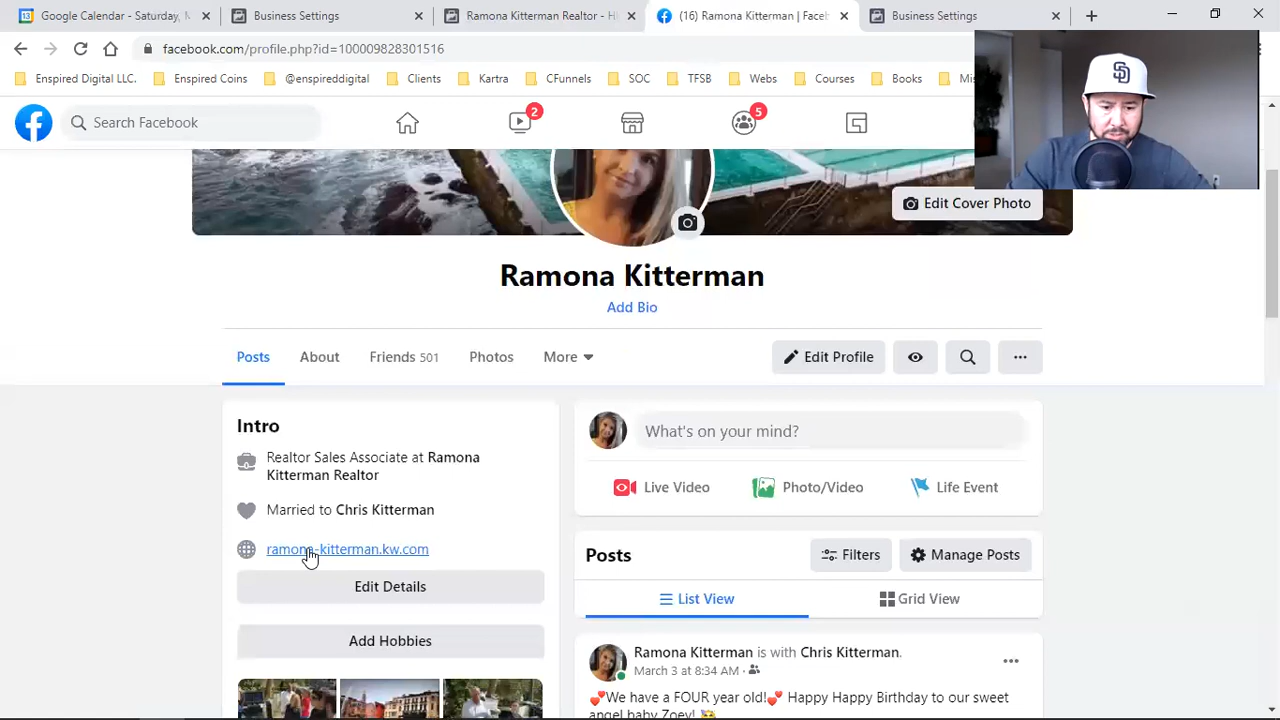 Google Calendar - Saturday, M
Business Settings
Ramona Kitterman Realtor - H
(16) Ramona Kitterman | Face
Business Settings
facebook.com/profile.php?id=100009828301516
Enspired Digital LLC.
Enspired Coins
@enspireddigital
Clients
Kartra
CFunnels
SOC
TFSB
Webs
Courses
Books
Search Facebook
2
5
SD
Edit Cover Photo
Ramona Kitterman
Add Bio
Posts
About
Friends 501
Photos
More
Edit Profile
Intro
Realtor Sales Associate at Ramona
Kitterman Realtor
Married to Chris Kitterman
ramona-kitterman.kw.com
Edit Details
Add Hobbies
What's on your mind?
Live Video
Photo/Video
Life Event
Posts
Filters
Manage Posts
List View
Grid View
Ramona Kitterman is with Chris Kitterman.
March 3 at 8:34 AM ·
💕We have a FOUR year old!💕 Happy Happy Birthday to our sweet
angel baby Zoey!